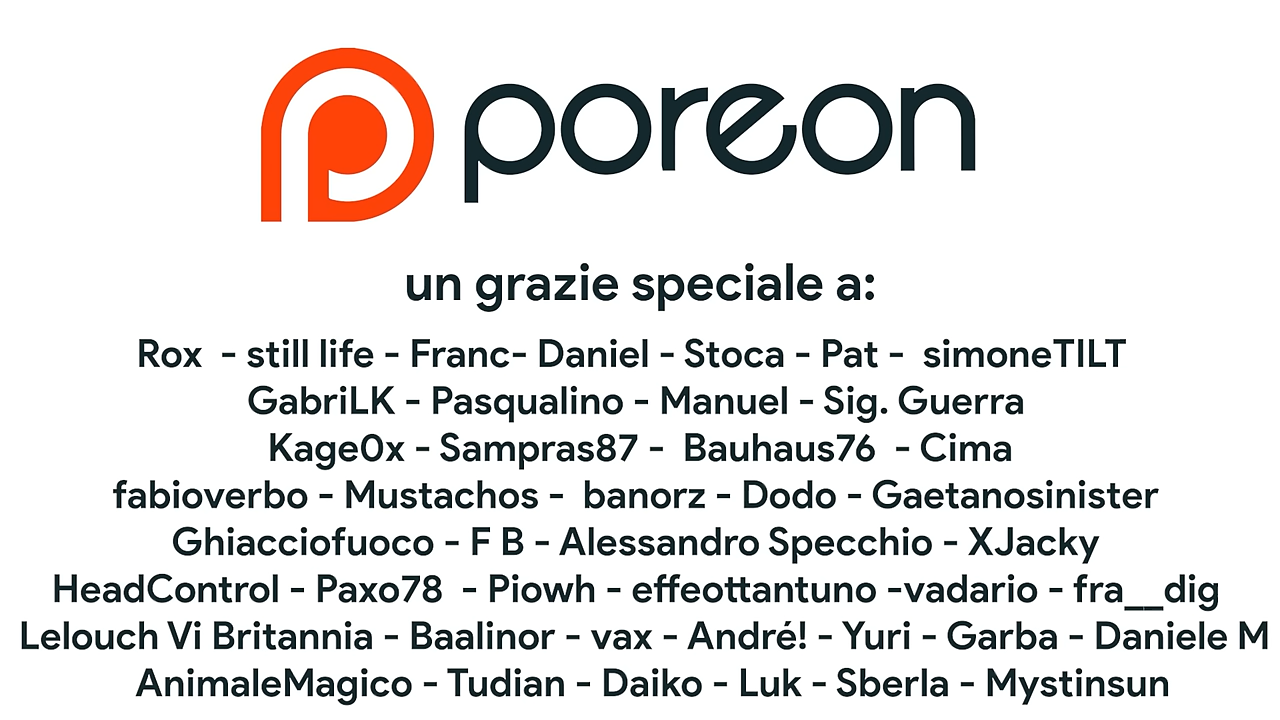 poreon
un grazie speciale a:
Rox - still life - Franc- Daniel - Stoca - Pat - simoneTILT
GabriLK - Pasqualino - Manuel - Sig. Guerra
Kage0x - Sampras87 - Bauhaus76 - Cima
fabioverbo - Mustachos - banorz - Dodo - Gaetanosinister
Ghiacciofuoco - F B - Alessandro Specchio - XJacky
HeadControl - Paxo78 - Piowh - effeottantuno -vadario - fra__dig
Lelouch Vi Britannia - Baalinor - vax - André! - Yuri - Garba - Daniele M
AnimaleMagico - Tudian - Daiko - Luk - Sberla - Mystinsun